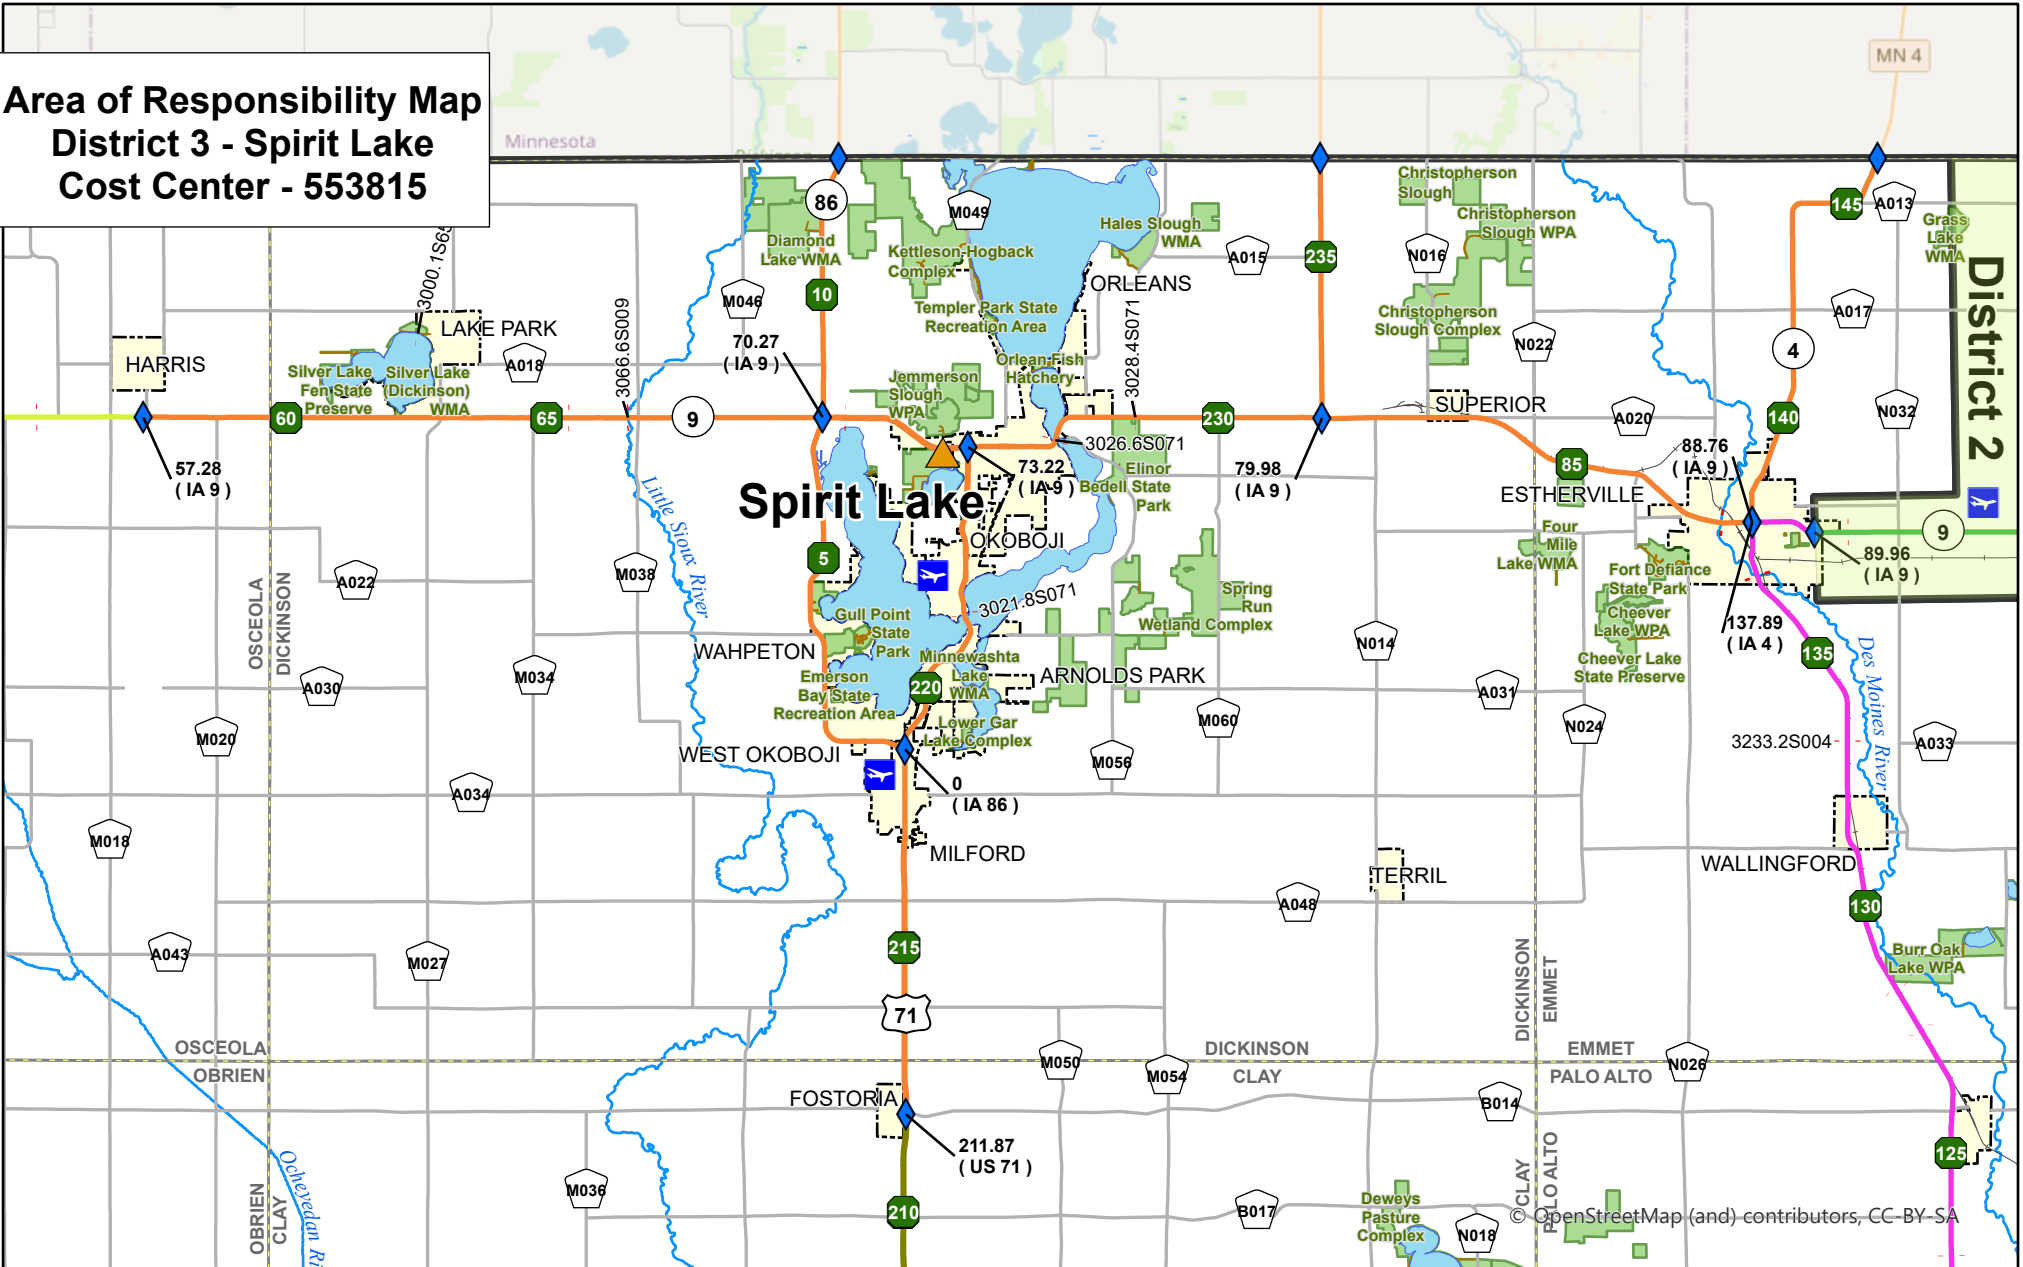 Area of Responsibility Map
District 3 - Spirit Lake
Cost Center - 553815
Minnesota
MN 4
86
M049
Diamond
Lake WMA
Kettleson-Hogback
Complex
Hales Slough
WMA
A015
235
Christopherson
Slough
Christopherson
Slough WPA
N016
145
A013
Grass
Lake
WMA
District 2
3000.1S65
3066.6S009
M046
10
ORLEANS
Templer Park State
Recreation Area
3028.4S071
Christopherson
Slough Complex
N022
A017
4
HARRIS
LAKE PARK
A018
Silver Lake
Fen State
Preserve
Silver Lake
(Dickinson)
WMA
70.27
( IA 9 )
Jemmerson
Slough
WPA
Orlean Fish
Hatchery
SUPERIOR
A020
140
N032
60
65
9
230
57.28
( IA 9 )
Little Sioux River
Spirit Lake
73.22
( IA 9 )
3026.6S071
Elinor
Bedell State
Park
79.98
( IA 9 )
85
88.76
( IA 9 )
ESTHERVILLE
9
89.96
( IA 9 )
OKOBOJI
5
M038
A022
OSCEOLA
DICKINSON
3021.8S071
Gull Point
State
Park
Spring
Run
Wetland Complex
Four
Mile
Lake WMA
Fort Defiance
State Park
Cheever
Lake WPA
Cheever Lake
State Preserve
137.89
( IA 4 )
135
Des Moines River
WAHPETON
Minnewashta
Lake
WMA
ARNOLDS PARK
N014
M034
A030
Emerson
Bay State
Recreation Area
220
Lower Gar
Lake Complex
M060
A031
N024
M020
WEST OKOBOJI
M056
3233.2S004
A033
A034
0
( IA 86 )
M018
MILFORD
TERRIL
WALLINGFORD
A048
130
A043
M027
215
Burr Oak
Lake WPA
DICKINSON
EMMET
71
OSCEOLA
OBRIEN
M050
M054
DICKINSON
CLAY
EMMET
PALO ALTO
N026
FOSTORIA
B014
211.87
( US 71 )
125
Ocheyedan Ri
M036
OBRIEN
CLAY
210
B017
Deweys
Pasture
Complex
N018
CLAY
PALO ALTO
© OpenStreetMap (and) contributors, CC-BY-SA